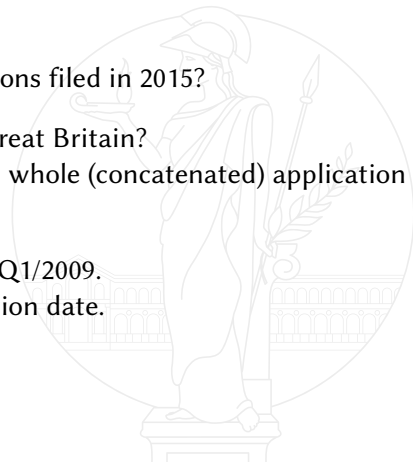 ons filed in 2015?
reat Britain?
whole (concatenated) application
Q1/2009.
ion date.